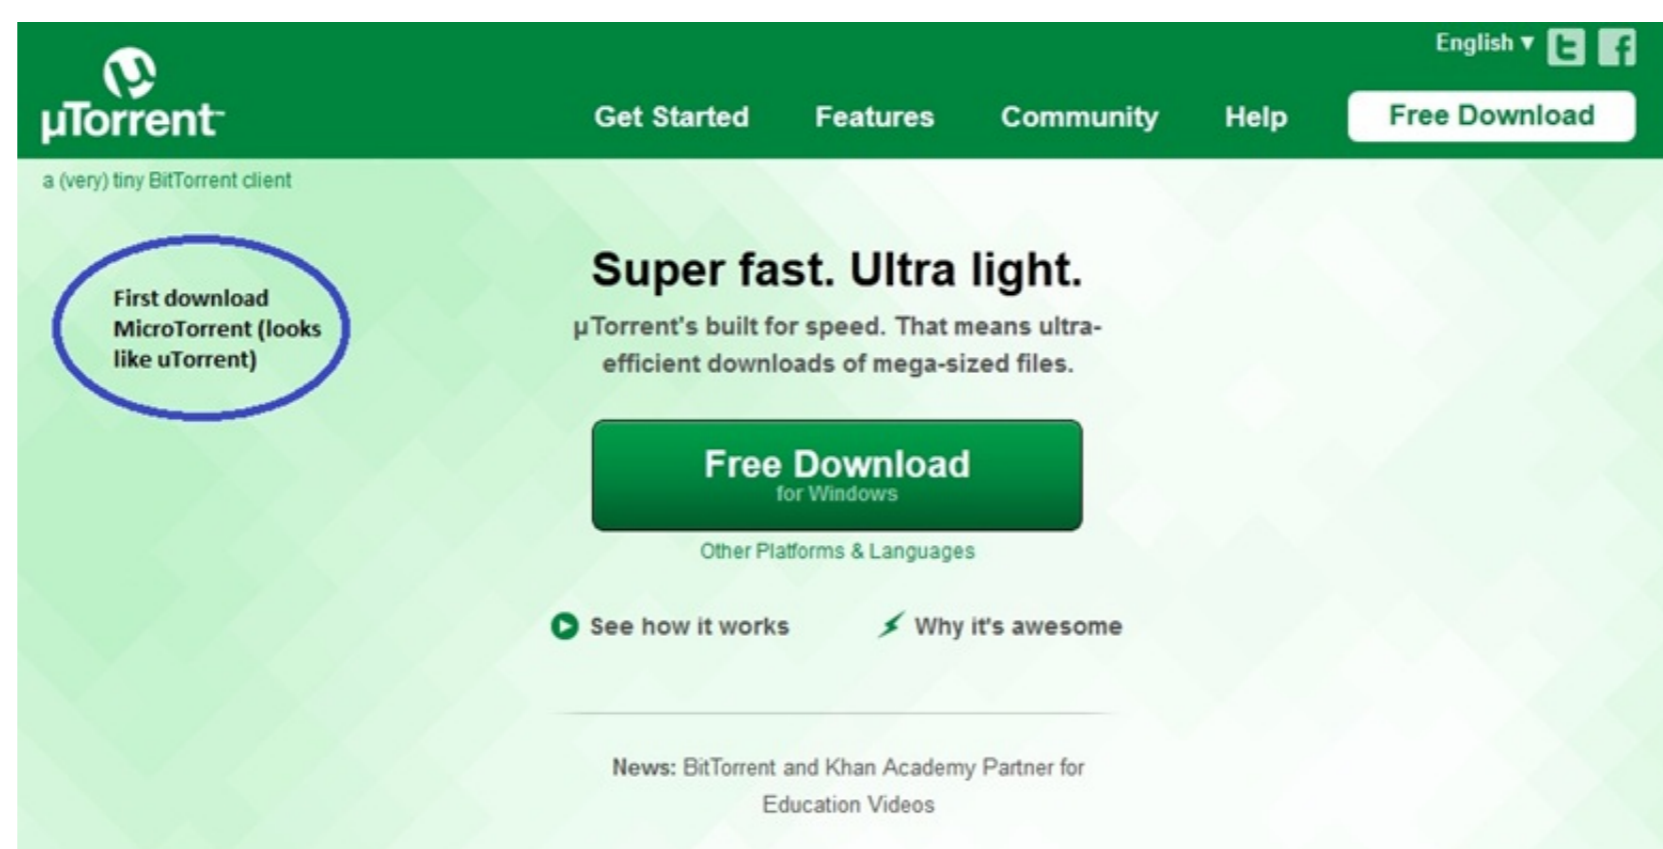 English ▾
µTorrent
Get Started Features Community Help Free Download
a (very) tiny BitTorrent client
First download
MicroTorrent (looks
like uTorrent)
Super fast. Ultra light.
µTorrent's built for speed. That means ultra-
efficient downloads of mega-sized files.
Free Download
for Windows
Other Platforms & Languages
See how it works Why it's awesome
News: BitTorrent and Khan Academy Partner for
Education Videos